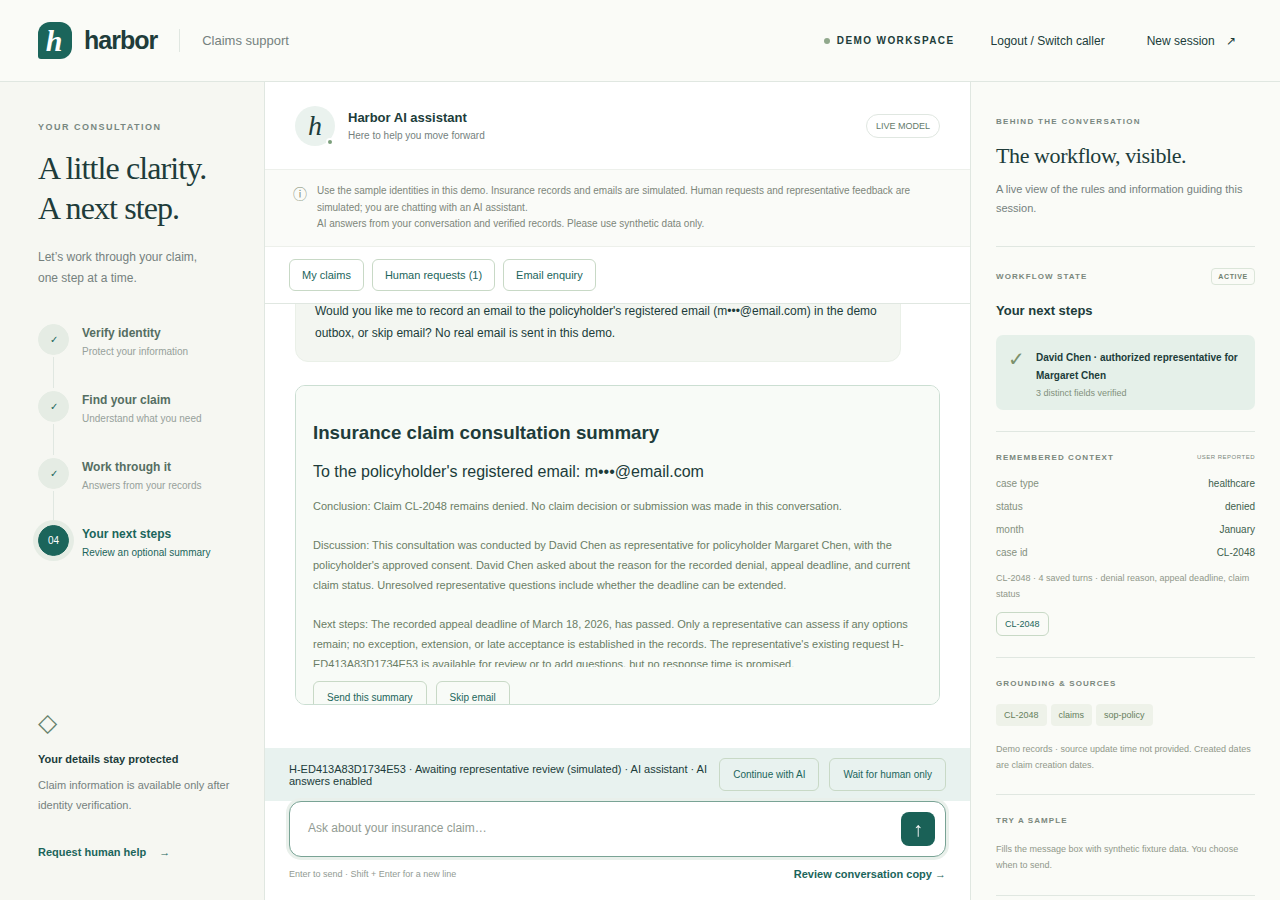 h harbor
Claims support
DEMO WORKSPACE
Logout / Switch caller
New session ↗
YOUR CONSULTATION
A little clarity.
A next step.
Let's work through your claim,
one step at a time.
✓ Verify identity
Protect your information
✓ Find your claim
Understand what you need
✓ Work through it
Answers from your records
04 Your next steps
Review an optional summary
Your details stay protected
Claim information is available only after
identity verification.
Request human help →
h Harbor AI assistant
Here to help you move forward
LIVE MODEL
Use the sample identities in this demo. Insurance records and emails are simulated. Human requests and representative feedback are
simulated; you are chatting with an AI assistant.
AI answers from your conversation and verified records. Please use synthetic data only.
My claims
Human requests (1)
Email enquiry
Would you like me to record an email to the policyholder's registered email (m•••@email.com) in the demo
outbox, or skip email? No real email is sent in this demo.
Insurance claim consultation summary
To the policyholder's registered email: m•••@email.com
Conclusion: Claim CL-2048 remains denied. No claim decision or submission was made in this conversation.
Discussion: This consultation was conducted by David Chen as representative for policyholder Margaret Chen, with the
policyholder's approved consent. David Chen asked about the reason for the recorded denial, appeal deadline, and current
claim status. Unresolved representative questions include whether the deadline can be extended.
Next steps: The recorded appeal deadline of March 18, 2026, has passed. Only a representative can assess if any options
remain; no exception, extension, or late acceptance is established in the records. The representative's existing request H-
ED413A83D1734E53 is available for review or to add questions, but no response time is promised.
Send this summary
Skip email
H-ED413A83D1734E53 · Awaiting representative review (simulated) · AI assistant · AI
answers enabled
Continue with AI
Wait for human only
Ask about your insurance claim…
↑
Enter to send · Shift + Enter for a new line
Review conversation copy →
BEHIND THE CONVERSATION
The workflow, visible.
A live view of the rules and information guiding this
session.
WORKFLOW STATE
ACTIVE
Your next steps
✓ David Chen · authorized representative for
Margaret Chen
3 distinct fields verified
REMEMBERED CONTEXT
USER REPORTED
case type healthcare
status denied
month January
case id CL-2048
CL-2048 · 4 saved turns · denial reason, appeal deadline, claim
status
CL-2048
GROUNDING & SOURCES
CL-2048 claims sop-policy
Demo records · source update time not provided. Created dates
are claim creation dates.
TRY A SAMPLE
Fills the message box with synthetic fixture data. You choose
when to send.